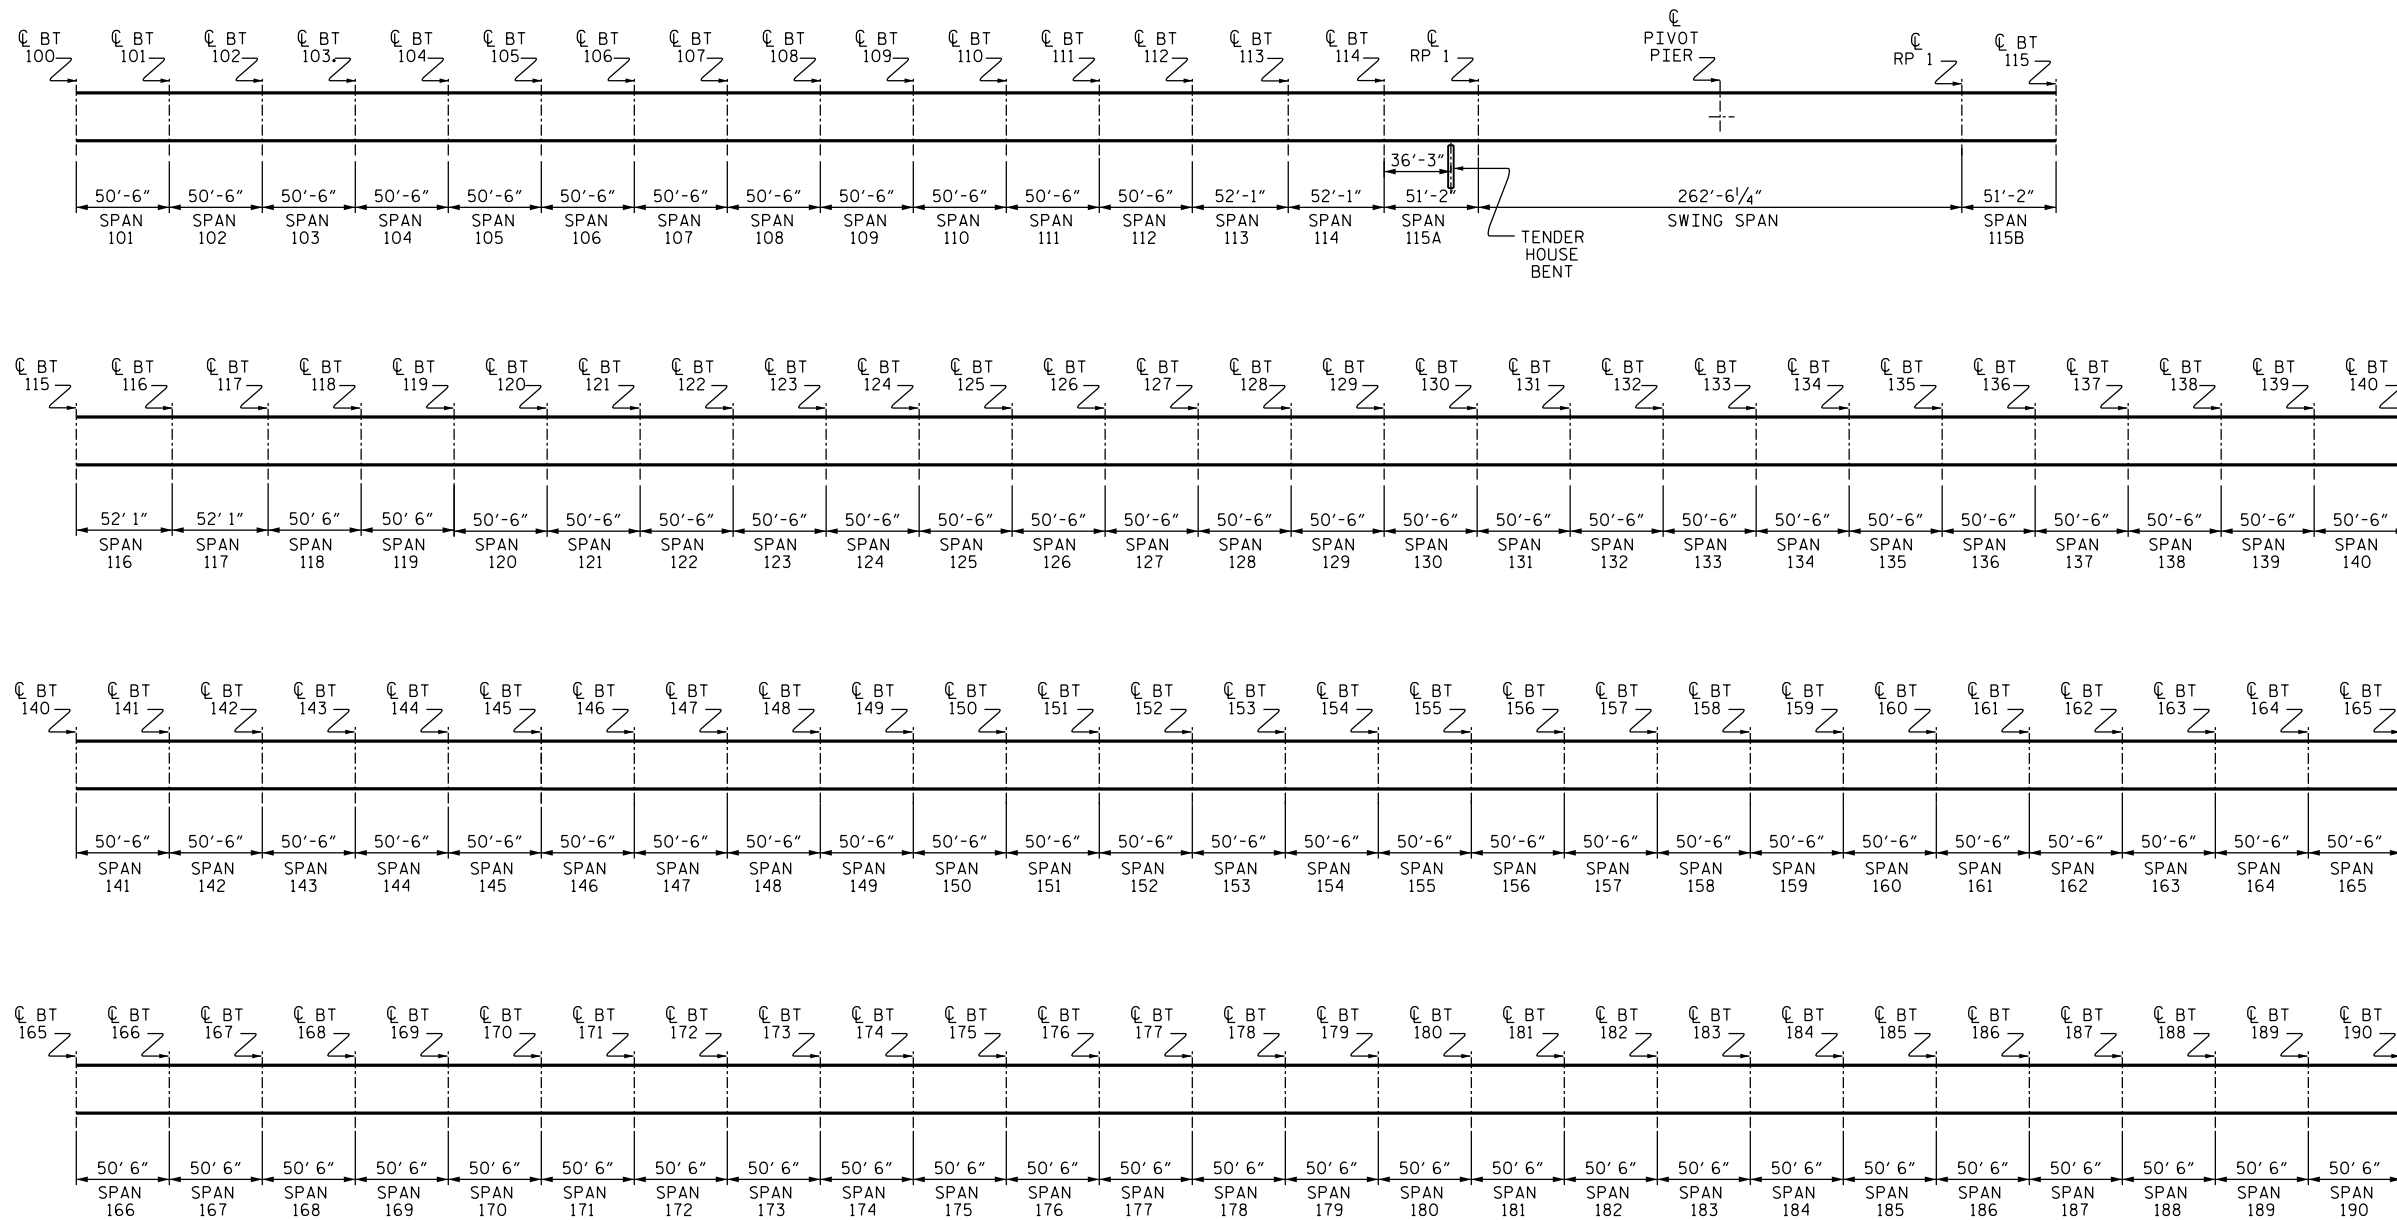 ℄ BT ℄ BT ℄ BT ℄ BT ℄ BT ℄ BT ℄ BT ℄ BT ℄ BT ℄ BT ℄ BT ℄ BT ℄ BT ℄ BT ℄ BT ℄ ℄ ℄ ℄ BT
100 101 102 103 104 105 106 107 108 109 110 111 112 113 114 RP 1 PIVOT RP 1 115
PIER
36'-3"
50'-6" 50'-6" 50'-6" 50'-6" 50'-6" 50'-6" 50'-6" 50'-6" 50'-6" 50'-6" 50'-6" 50'-6" 52'-1" 52'-1" 51'-2" 262'-6¼" 51'-2"
SPAN SPAN SPAN SPAN SPAN SPAN SPAN SPAN SPAN SPAN SPAN SPAN SPAN SPAN SPAN SWING SPAN SPAN
101 102 103 104 105 106 107 108 109 110 111 112 113 114 115A 115B
TENDER
HOUSE
BENT
℄ BT ℄ BT ℄ BT ℄ BT ℄ BT ℄ BT ℄ BT ℄ BT ℄ BT ℄ BT ℄ BT ℄ BT ℄ BT ℄ BT ℄ BT ℄ BT ℄ BT ℄ BT ℄ BT ℄ BT ℄ BT ℄ BT ℄ BT ℄ BT ℄ BT ℄ BT
115 116 117 118 119 120 121 122 123 124 125 126 127 128 129 130 131 132 133 134 135 136 137 138 139 140
52' 1" 52' 1" 50' 6" 50' 6" 50'-6" 50'-6" 50'-6" 50'-6" 50'-6" 50'-6" 50'-6" 50'-6" 50'-6" 50'-6" 50'-6" 50'-6" 50'-6" 50'-6" 50'-6" 50'-6" 50'-6" 50'-6" 50'-6" 50'-6" 50'-6"
SPAN SPAN SPAN SPAN SPAN SPAN SPAN SPAN SPAN SPAN SPAN SPAN SPAN SPAN SPAN SPAN SPAN SPAN SPAN SPAN SPAN SPAN SPAN SPAN SPAN
116 117 118 119 120 121 122 123 124 125 126 127 128 129 130 131 132 133 134 135 136 137 138 139 140
℄ BT ℄ BT ℄ BT ℄ BT ℄ BT ℄ BT ℄ BT ℄ BT ℄ BT ℄ BT ℄ BT ℄ BT ℄ BT ℄ BT ℄ BT ℄ BT ℄ BT ℄ BT ℄ BT ℄ BT ℄ BT ℄ BT ℄ BT ℄ BT ℄ BT ℄ BT
140 141 142 143 144 145 146 147 148 149 150 151 152 153 154 155 156 157 158 159 160 161 162 163 164 165
50'-6" 50'-6" 50'-6" 50'-6" 50'-6" 50'-6" 50'-6" 50'-6" 50'-6" 50'-6" 50'-6" 50'-6" 50'-6" 50'-6" 50'-6" 50'-6" 50'-6" 50'-6" 50'-6" 50'-6" 50'-6" 50'-6" 50'-6" 50'-6" 50'-6"
SPAN SPAN SPAN SPAN SPAN SPAN SPAN SPAN SPAN SPAN SPAN SPAN SPAN SPAN SPAN SPAN SPAN SPAN SPAN SPAN SPAN SPAN SPAN SPAN SPAN
141 142 143 144 145 146 147 148 149 150 151 152 153 154 155 156 157 158 159 160 161 162 163 164 165
℄ BT ℄ BT ℄ BT ℄ BT ℄ BT ℄ BT ℄ BT ℄ BT ℄ BT ℄ BT ℄ BT ℄ BT ℄ BT ℄ BT ℄ BT ℄ BT ℄ BT ℄ BT ℄ BT ℄ BT ℄ BT ℄ BT ℄ BT ℄ BT ℄ BT ℄ BT
165 166 167 168 169 170 171 172 173 174 175 176 177 178 179 180 181 182 183 184 185 186 187 188 189 190
50' 6" 50' 6" 50' 6" 50' 6" 50' 6" 50' 6" 50' 6" 50' 6" 50' 6" 50' 6" 50' 6" 50' 6" 50' 6" 50' 6" 50' 6" 50' 6" 50' 6" 50' 6" 50' 6" 50' 6" 50' 6" 50' 6" 50' 6" 50' 6" 50' 6"
SPAN SPAN SPAN SPAN SPAN SPAN SPAN SPAN SPAN SPAN SPAN SPAN SPAN SPAN SPAN SPAN SPAN SPAN SPAN SPAN SPAN SPAN SPAN SPAN SPAN
166 167 168 169 170 171 172 173 174 175 176 177 178 179 180 181 182 183 184 185 186 187 188 189 190